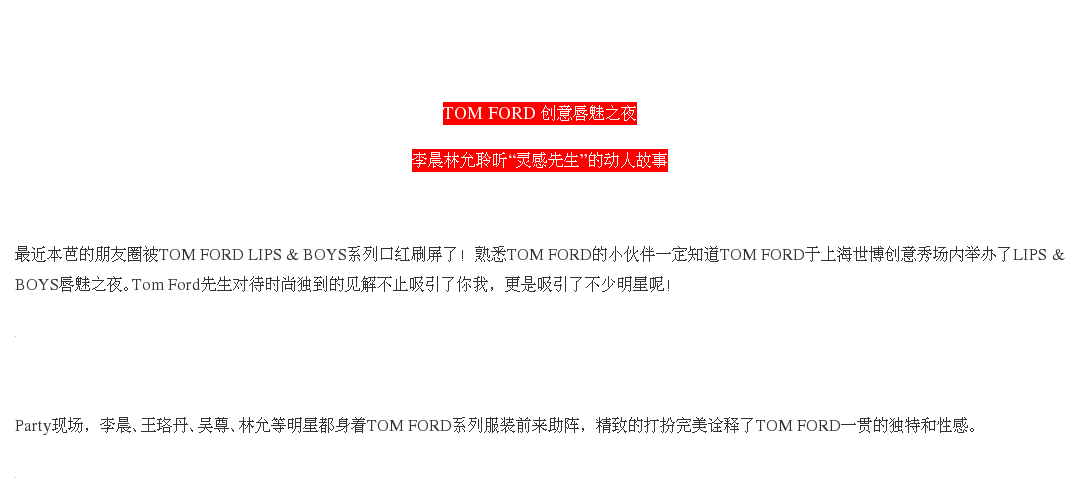 TOM FORD 创意唇魅之夜
李晨林允聆听“灵感先生”的动人故事
最近本芭的朋友圈被TOM FORD LIPS & BOYS系列口红刷屏了！熟悉TOM FORD的小伙伴一定知道TOM FORD于上海世博创意秀场内举办了LIPS &
BOYS唇魅之夜。Tom Ford先生对待时尚独到的见解不止吸引了你我，更是吸引了不少明星呢！
Party现场，李晨、王珞丹、吴尊、林允等明星都身着TOM FORD系列服装前来助阵，精致的打扮完美诠释了TOM FORD一贯的独特和性感。